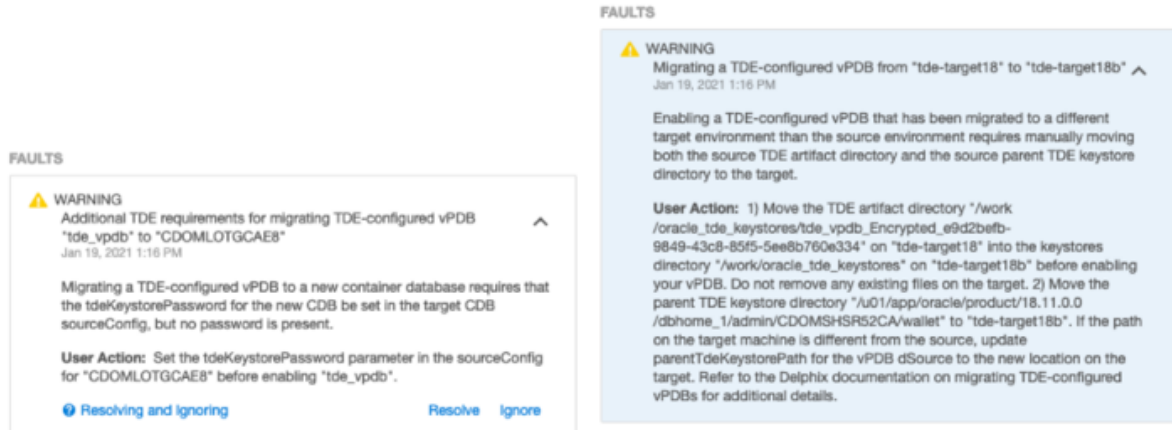 FAULTS
WARNING
Additional TDE requirements for migrating TDE-configured vPDB
"tde_vpdb" to "CDOMLOTGCAE8"
Jan 19, 2021 1:16 PM
Migrating a TDE-configured vPDB to a new container database requires that
the tdeKeystorePassword for the new CDB be set in the target CDB
sourceConfig, but no password is present.
User Action: Set the tdeKeystorePassword parameter in the sourceConfig
for "CDOMLOTGCAE8" before enabling "tde_vpdb".
Resolving and Ignoring
Resolve Ignore
FAULTS
WARNING
Migrating a TDE-configured vPDB from "tde-target18" to "tde-target18b"
Jan 19, 2021 1:16 PM
Enabling a TDE-configured vPDB that has been migrated to a different
target environment than the source environment requires manually moving
both the source TDE artifact directory and the source parent TDE keystore
directory to the target.
User Action: 1) Move the TDE artifact directory "/work
/oracle_tde_keystores/tde_vpdb_Encrypted_e9d2befb-
9849-43c8-85f5-5ee8b760e334" on "tde-target18" into the keystores
directory "/work/oracle_tde_keystores" on "tde-target18b" before enabling
your vPDB. Do not remove any existing files on the target. 2) Move the
parent TDE keystore directory "/u01/app/oracle/product/18.11.0.0
/dbhome_1/admin/CDOMSHSR52CA/wallet" to "tde-target18b". If the path
on the target machine is different from the source, update
parentTdeKeystorePath for the vPDB dSource to the new location on the
target. Refer to the Delphix documentation on migrating TDE-configured
vPDBs for additional details.